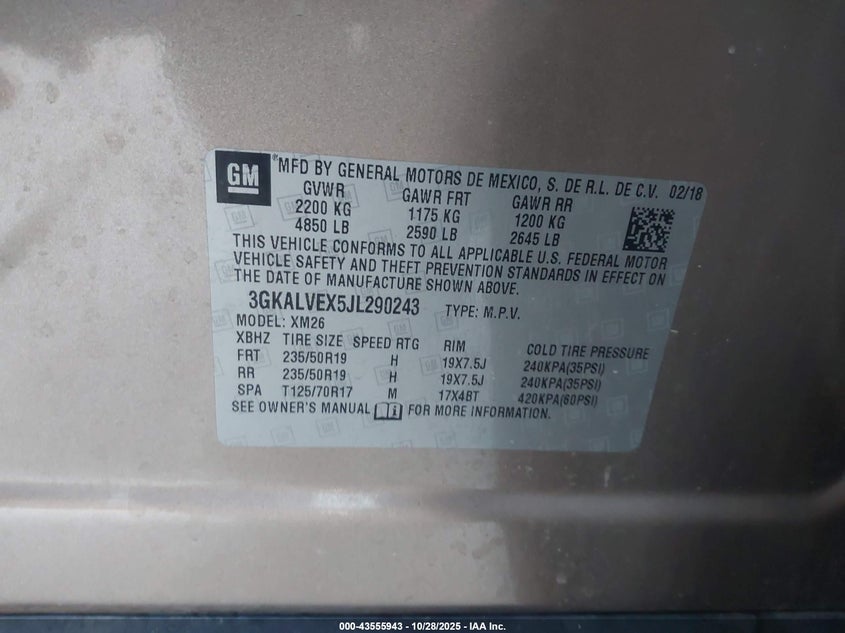 GM
®MFD BY GENERAL MOTORS DE MEXICO, S. DE R.L. DE C.V. 02/18
GVWR GAWR FRT GAWR RR
2200 KG 1175 KG 1200 KG
4850 LB 2590 LB 2645 LB
THIS VEHICLE CONFORMS TO ALL APPLICABLE U.S. FEDERAL MOTOR
VEHICLE SAFETY AND THEFT PREVENTION STANDARDS IN EFFECT ON
THE DATE OF MANUFACTURE SHOWN ABOVE.
3GKALVEX5JL290243 TYPE: M.P.V.
MODEL: XM26
XBHZ TIRE SIZE SPEED RTG RIM COLD TIRE PRESSURE
FRT 235/50R19 H 19X7.5J 240KPA(35PSI)
RR 235/50R19 H 19X7.5J 240KPA(35PSI)
SPA T125/70R17 M 17X4BT 420KPA(60PSI)
SEE OWNER'S MANUAL FOR MORE INFORMATION.
000-43555943 - 10/28/2025 - IAA Inc.